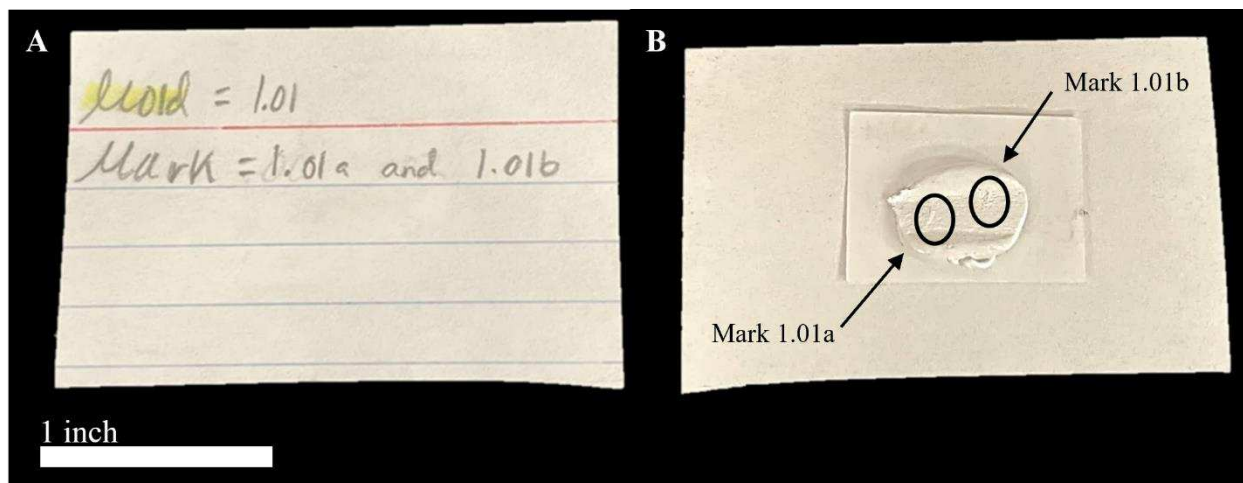 A
Mold = 1.01
Mark = 1.01a and 1.01b
1 inch
B
Mark 1.01b
Mark 1.01a